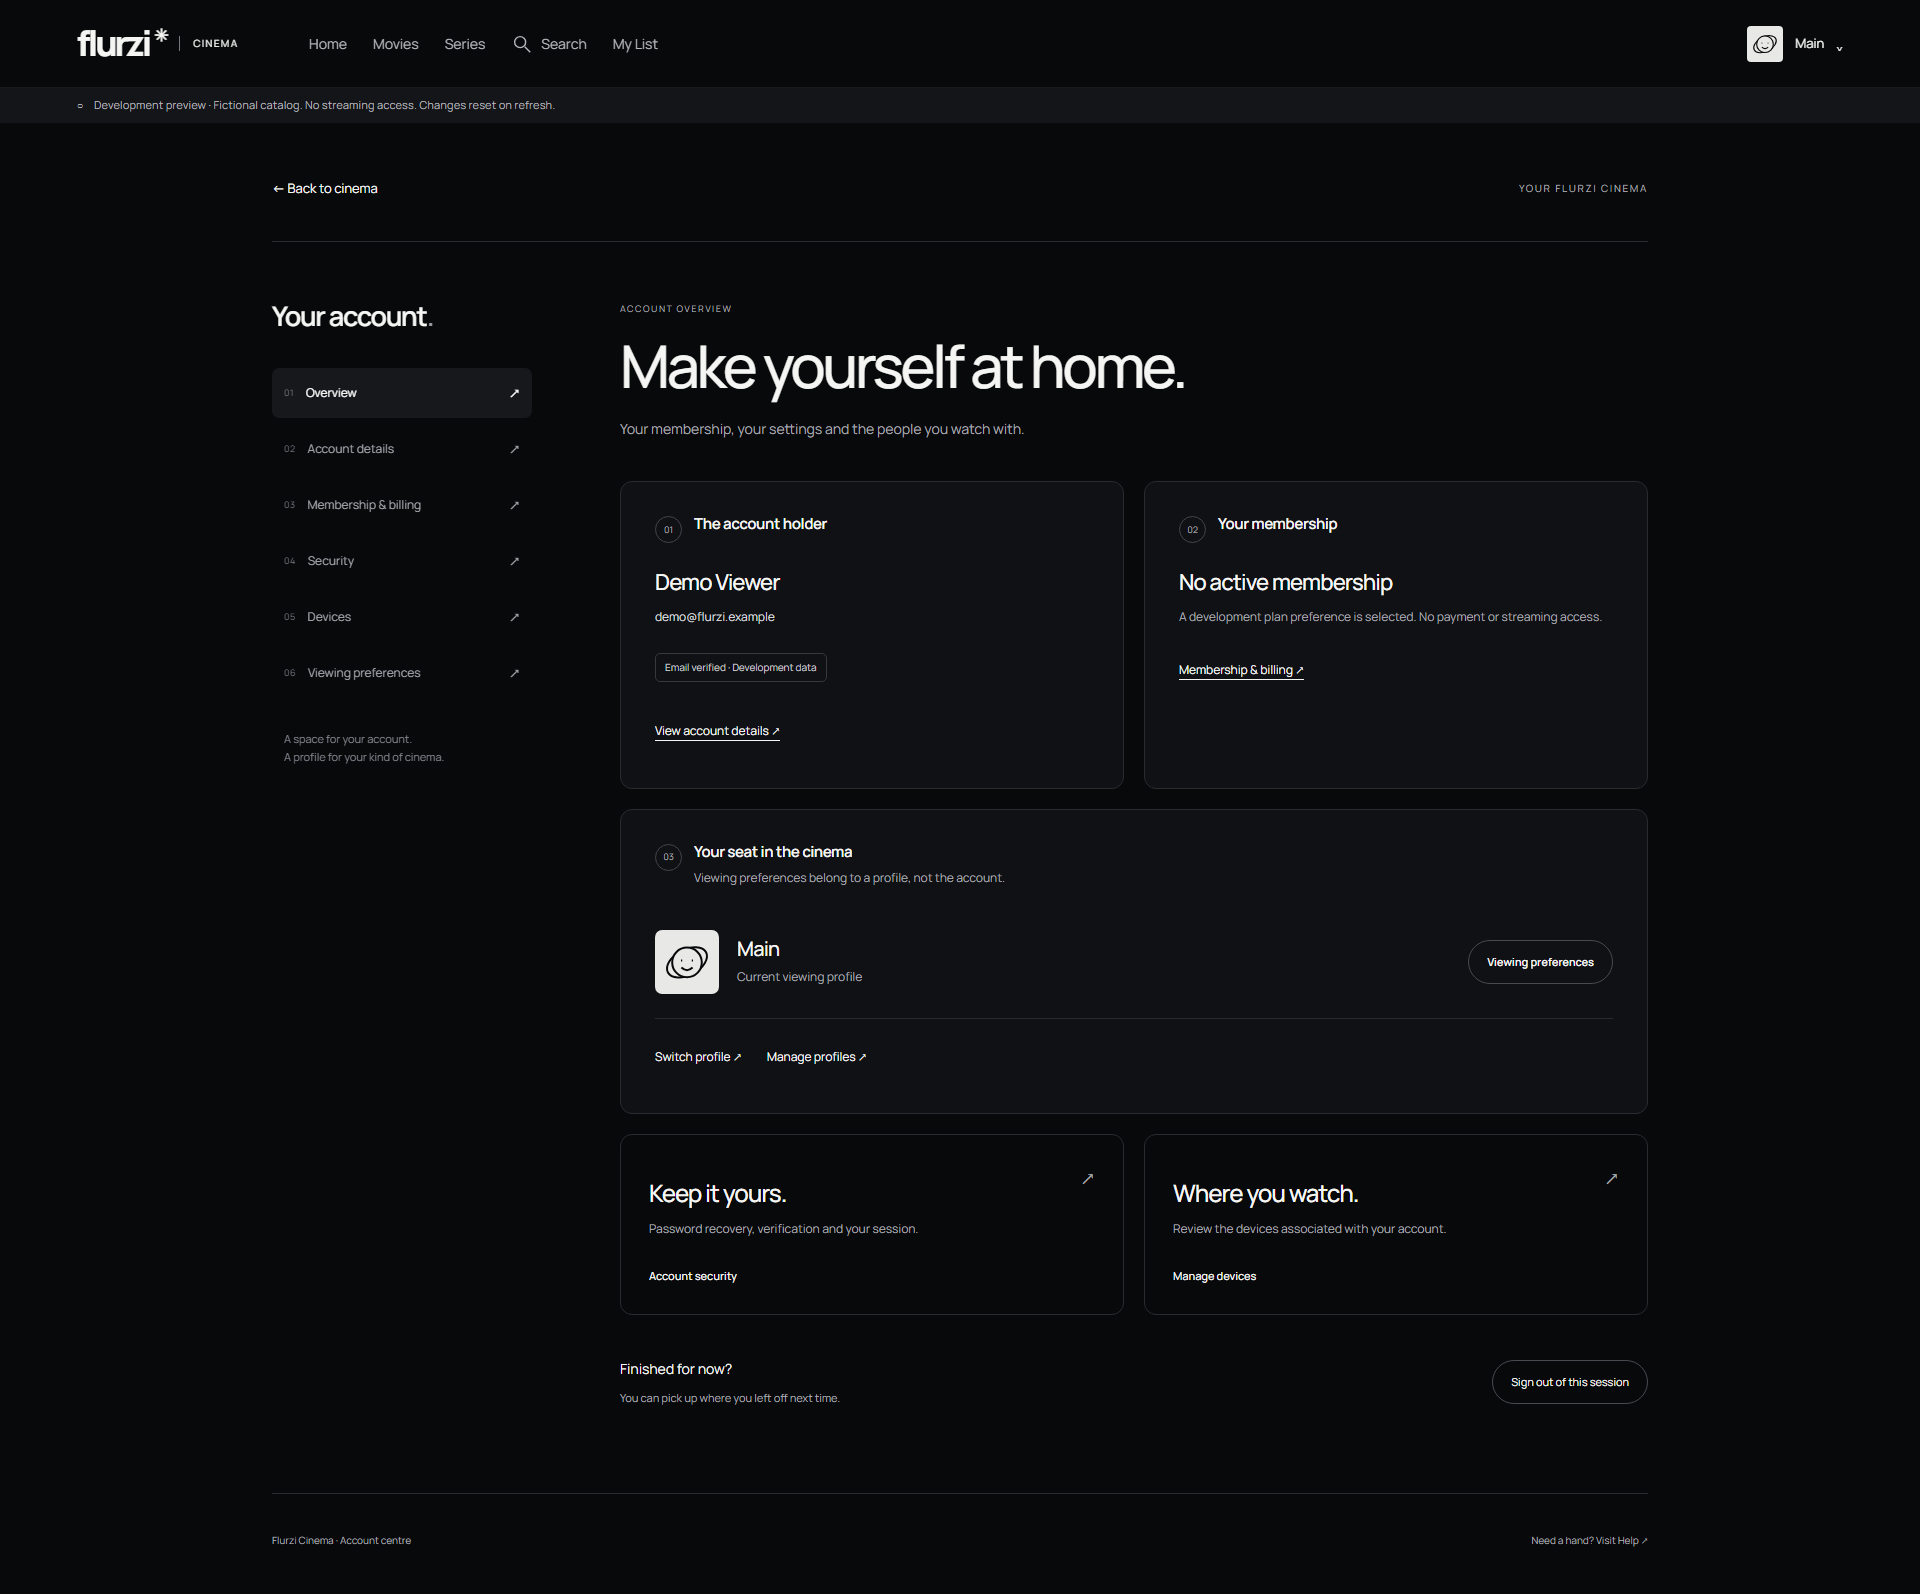 flurzi* CINEMA
Home Movies Series Search My List
Main
Development preview · Fictional catalog. No streaming access. Changes reset on refresh.
← Back to cinema
YOUR FLURZI CINEMA
Your account.
01 Overview ↗
02 Account details ↗
03 Membership & billing ↗
04 Security ↗
05 Devices ↗
06 Viewing preferences ↗
A space for your account.
A profile for your kind of cinema.
ACCOUNT OVERVIEW
Make yourself at home.
Your membership, your settings and the people you watch with.
01 The account holder
Demo Viewer
demo@flurzi.example
Email verified · Development data
View account details ↗
02 Your membership
No active membership
A development plan preference is selected. No payment or streaming access.
Membership & billing ↗
03 Your seat in the cinema
Viewing preferences belong to a profile, not the account.
Main
Current viewing profile
Viewing preferences
Switch profile ↗ Manage profiles ↗
Keep it yours. ↗
Password recovery, verification and your session.
Account security
Where you watch. ↗
Review the devices associated with your account.
Manage devices
Finished for now?
You can pick up where you left off next time.
Sign out of this session
Flurzi Cinema · Account centre
Need a hand? Visit Help ↗